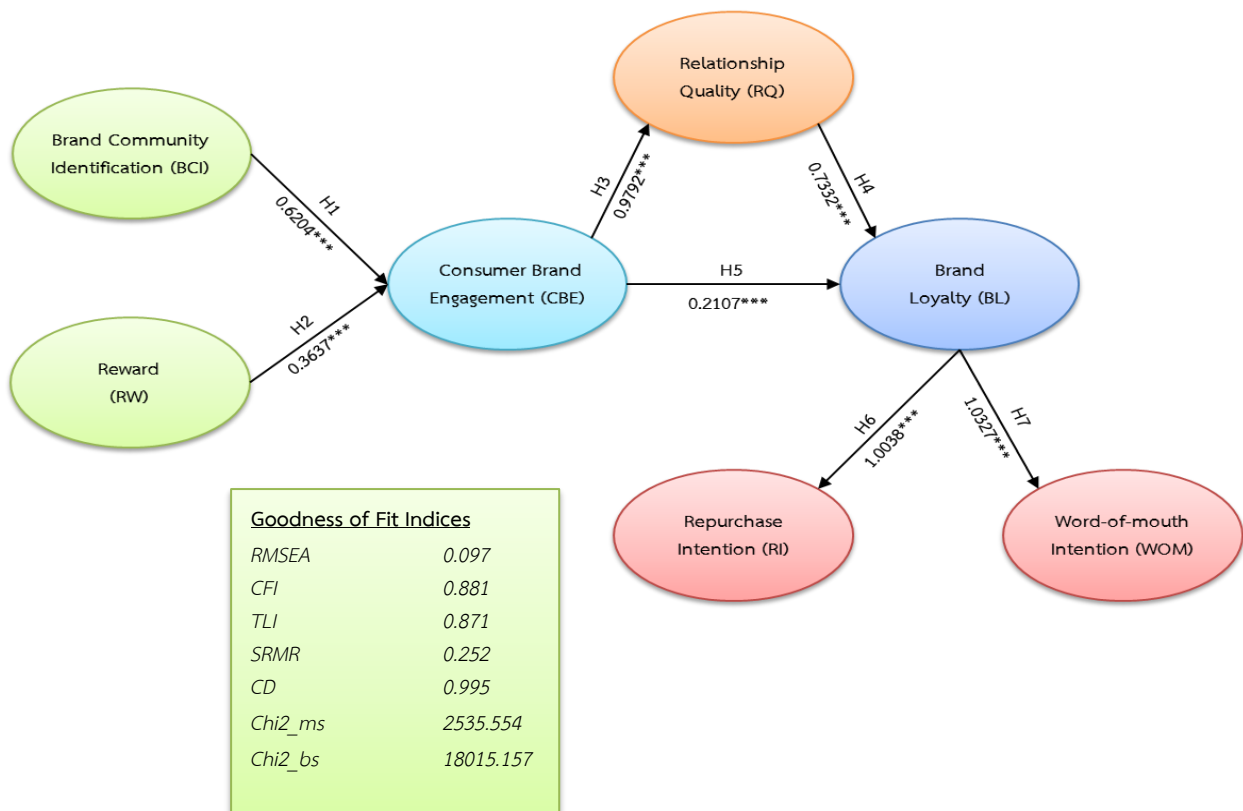 Relationship
Quality (RQ)
Brand Community
Identification (BCI)
H1
0.6204***
H3
0.9792***
H4
0.7332***
Consumer Brand
Engagement (CBE)
H5
0.2107***
Brand
Loyalty (BL)
H2
0.3637***
Reward
(RW)
H6
1.0038***
H7
1.0327***
Repurchase
Intention (RI)
Word-of-mouth
Intention (WOM)
Goodness of Fit Indices
RMSEA 0.097
CFI 0.881
TLI 0.871
SRMR 0.252
CD 0.995
Chi2_ms 2535.554
Chi2_bs 18015.157